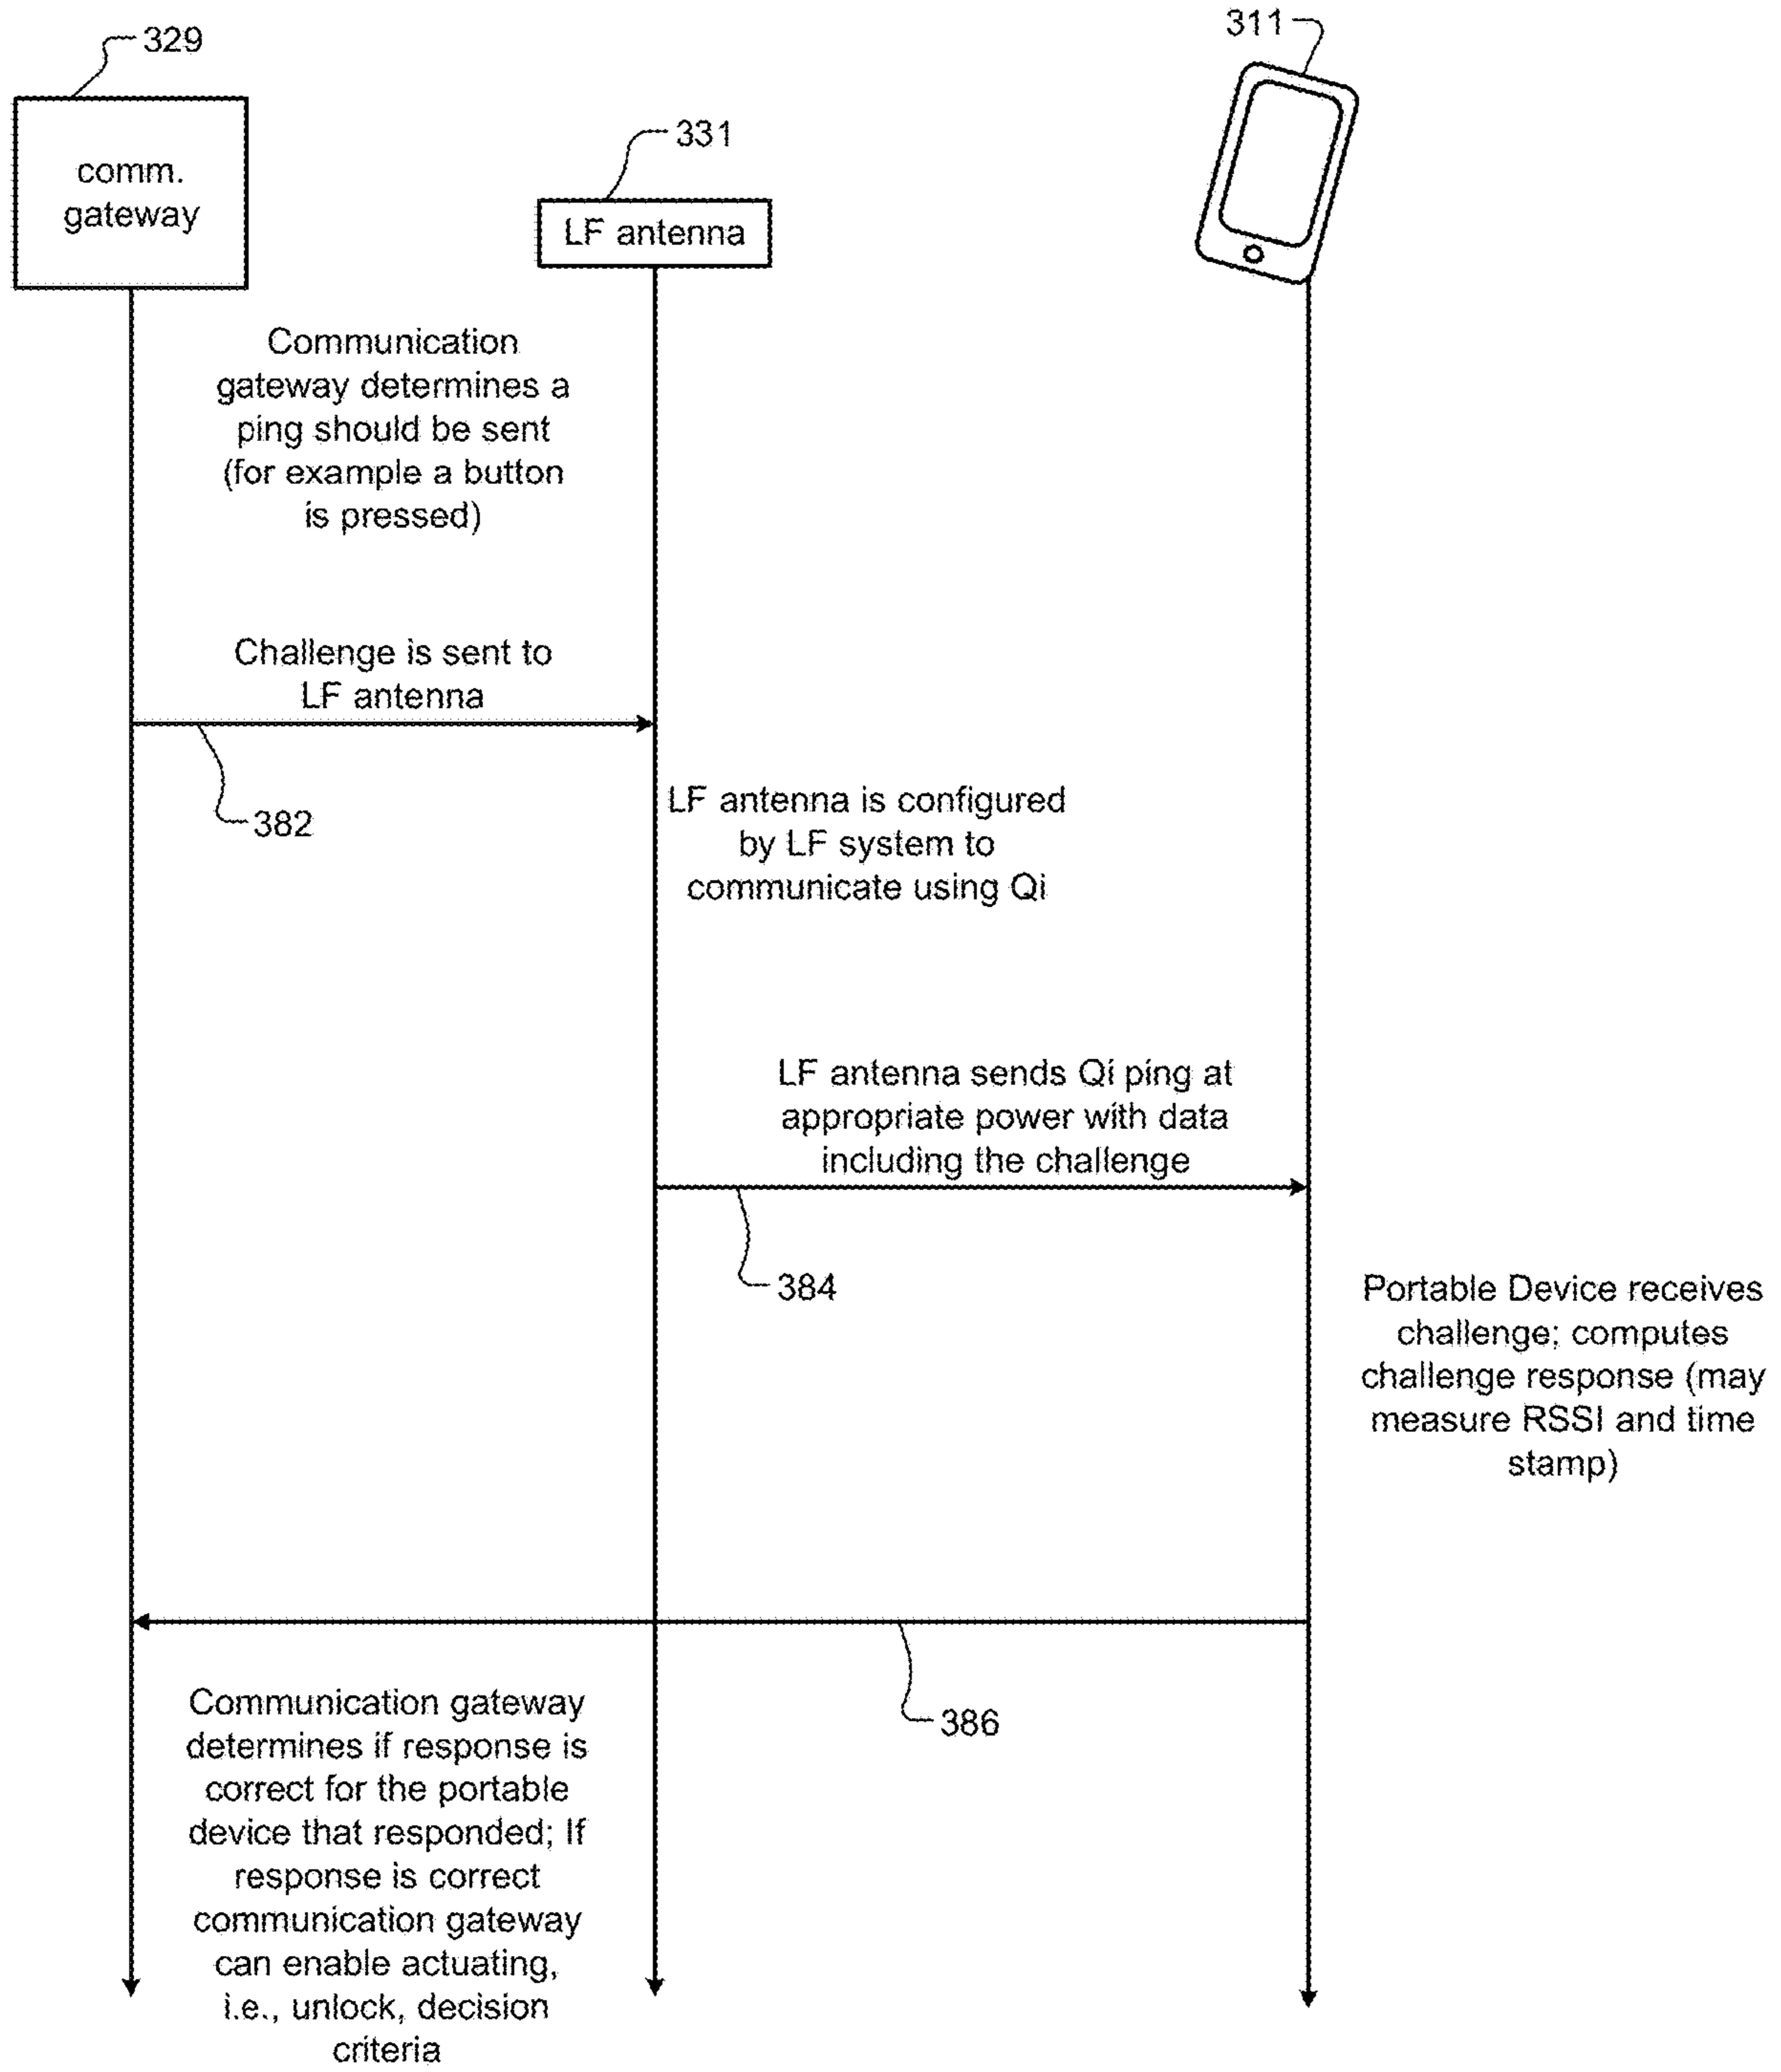 329
311
331
comm.
gateway
LF antenna
Communication
gateway determines a
ping should be sent
(for example a button
is pressed)
Challenge is sent to
LF antenna
382
LF antenna is configured
by LF system to
communicate using Qi
LF antenna sends Qi ping at
appropriate power with data
including the challenge
384
Portable Device receives
challenge; computes
challenge response (may
measure RSSI and time
stamp)
386
Communication gateway
determines if response is
correct for the portable
device that responded; If
response is correct
communication gateway
can enable actuating,
i.e., unlock, decision
criteria